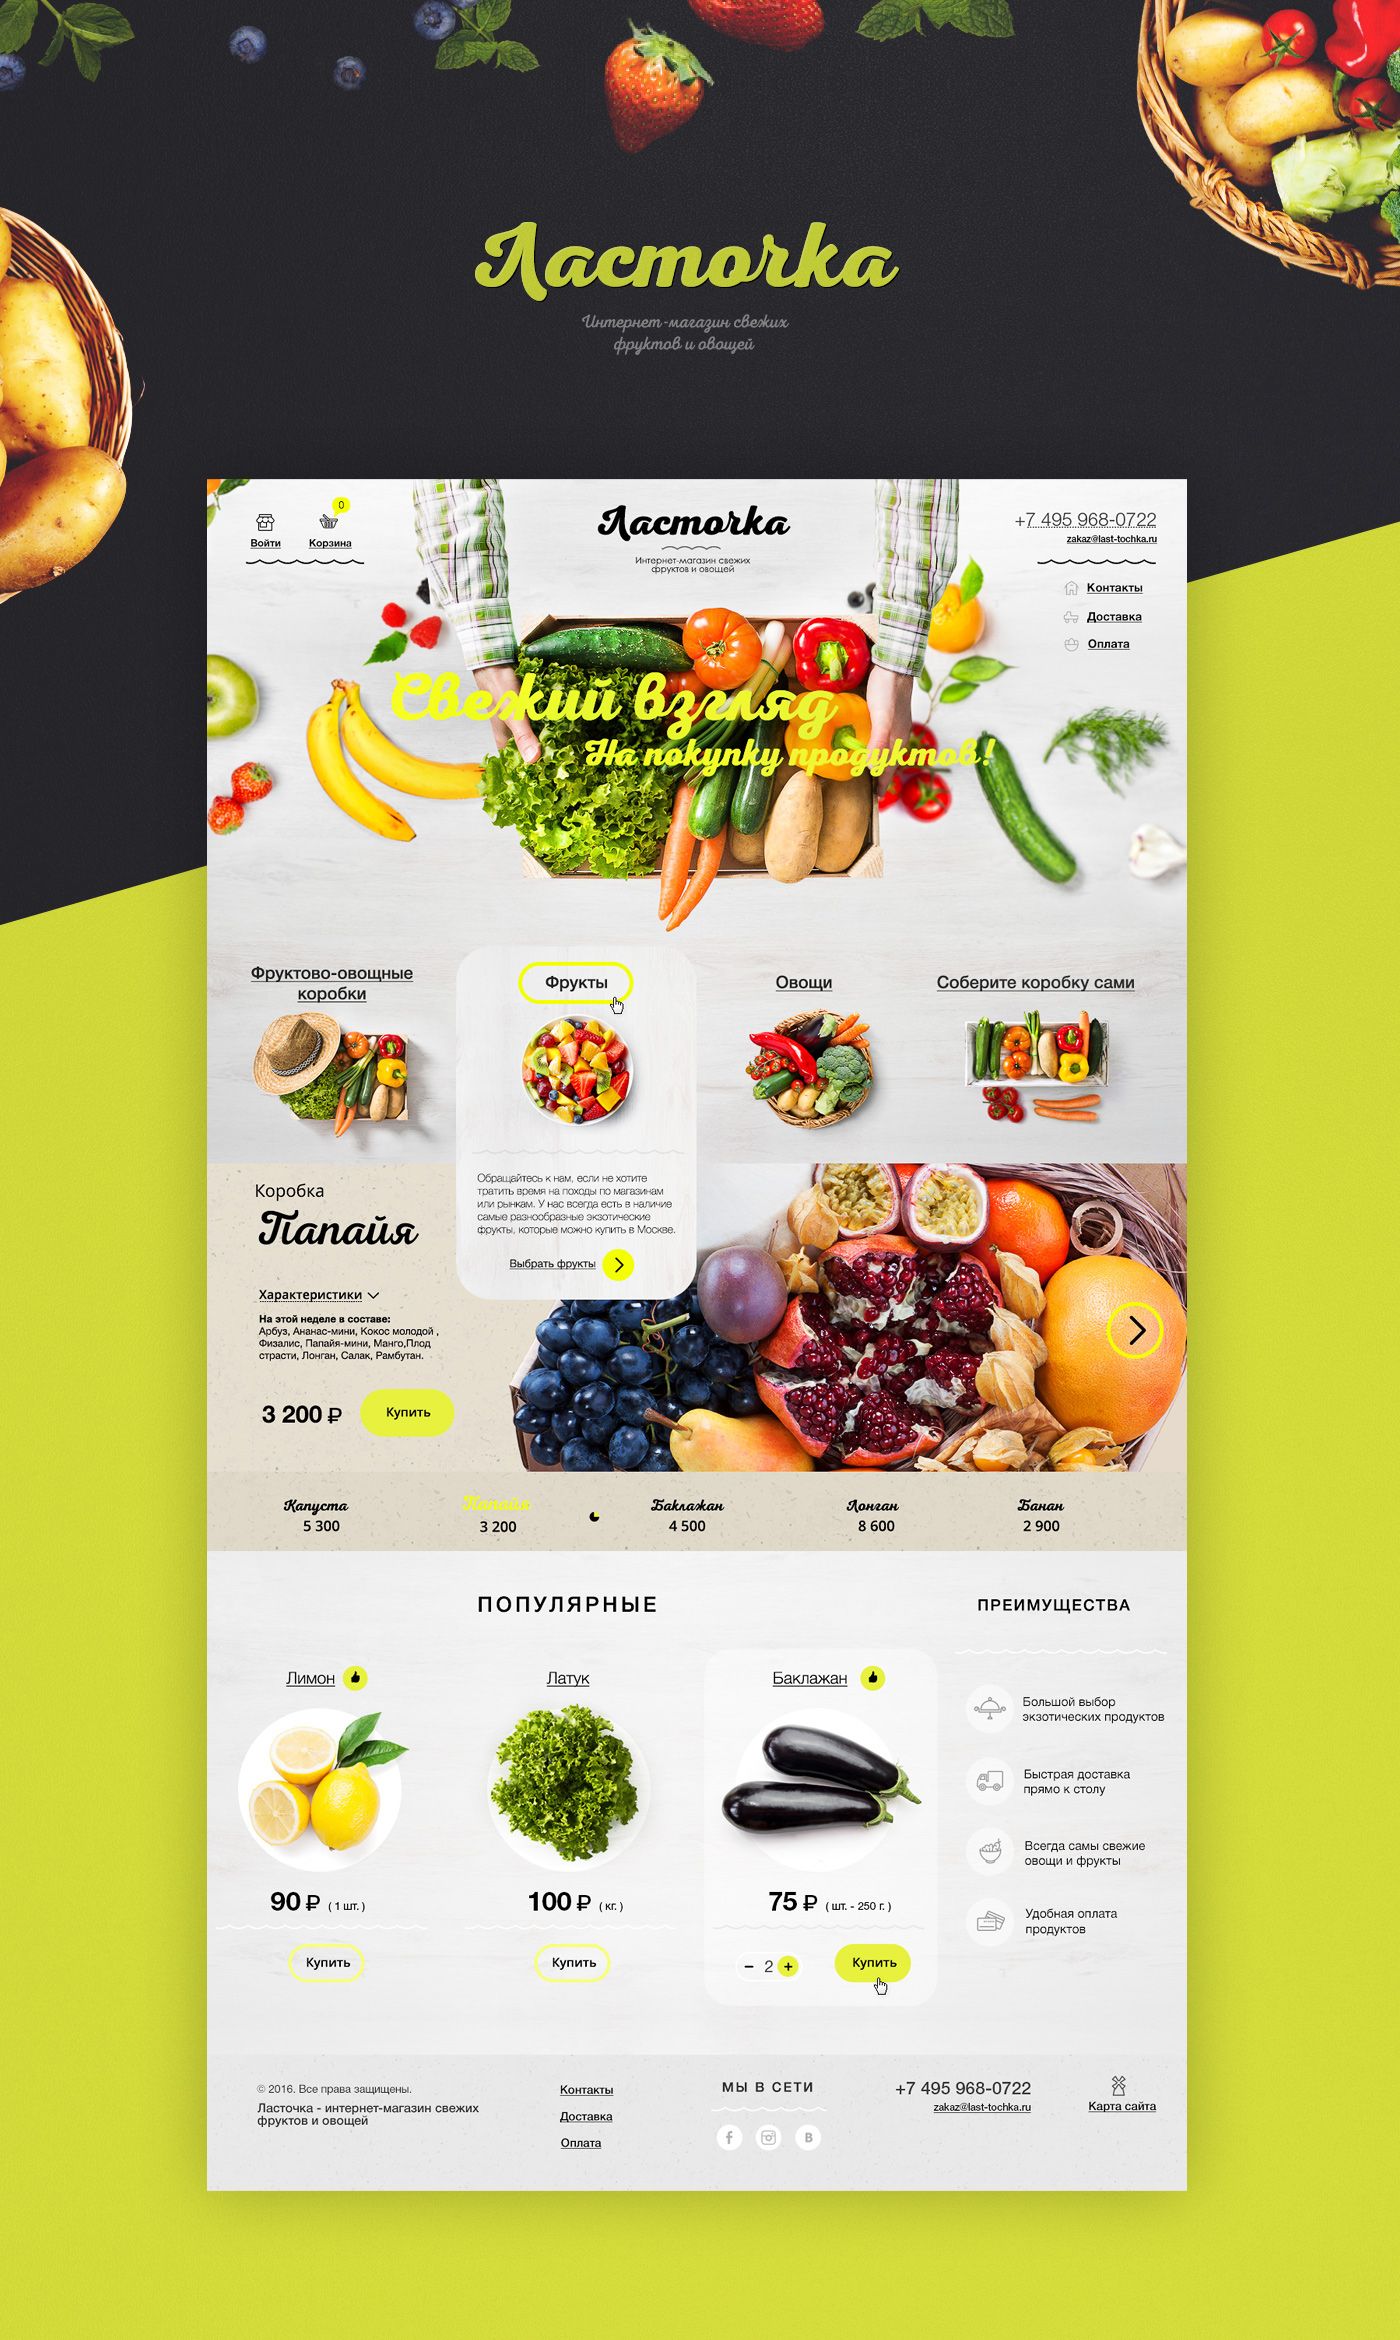 Ласточка
Интернет-магазин свежих
фруктов и овощей
0
Войти
Корзина
Ласточка
Интернет-магазин свежих
фруктов и овощей
+7 495 968-0722
zakaz@last-tochka.ru
Контакты
Доставка
Оплата
Свежий взгляд
На покупку продуктов!
Фруктово-овощные
коробки
Фрукты
Овощи
Соберите коробку сами
Обращайтесь к нам, если не хотите
тратить время на походы по магазинам
или рынкам. У нас всегда есть в наличие
самые разнообразные экзотические
фрукты, которые можно купить в Москве.
Выбрать фрукты
Коробка
Папайя
Характеристики
На этой неделе в составе:
Арбуз, Ананас-мини, Кокос молодой ,
Физалис, Папайя-мини, Манго,Плод
страсти, Лонган, Салак, Рамбутан.
3 200 ₽
Купить
Капуста
5 300
Папайя
3 200
Баклажан
4 500
Лонган
8 600
Банан
2 900
ПОПУЛЯРНЫЕ
Лимон
90 ₽ ( 1 шт. )
Купить
Латук
100 ₽ ( кг. )
Купить
Баклажан
75 ₽ ( шт. - 250 г. )
− 2 +
Купить
ПРЕИМУЩЕСТВА
Большой выбор
экзотических продуктов
Быстрая доставка
прямо к столу
Всегда самы свежие
овощи и фрукты
Удобная оплата
продуктов
© 2016. Все права защищены.
Ласточка - интернет-магазин свежих
фруктов и овощей
Контакты
Доставка
Оплата
МЫ В СЕТИ
f
B
+7 495 968-0722
zakaz@last-tochka.ru
Карта сайта